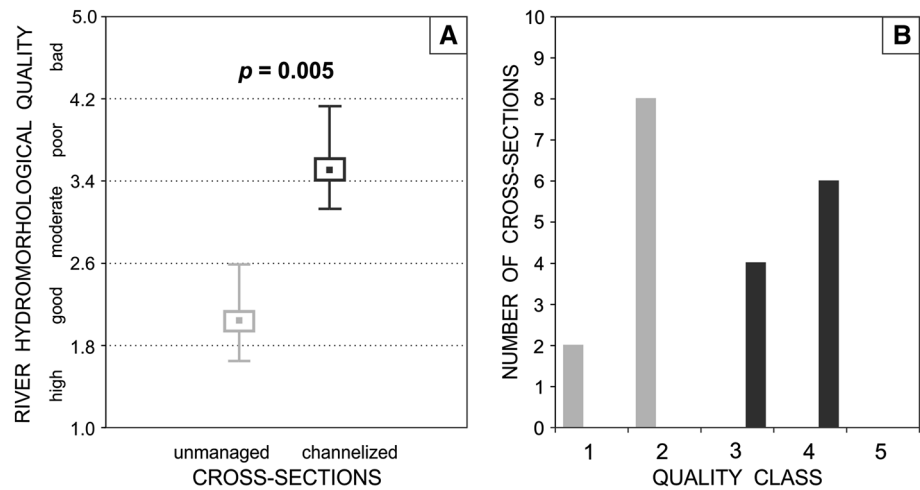 A
RIVER HYDROMORHOLOGICAL QUALITY
high good moderate poor bad
5.0
4.2
3.4
2.6
1.8
1.0
p = 0.005
unmanaged channelized
CROSS-SECTIONS
B
NUMBER OF CROSS-SECTIONS
10
9
8
7
6
5
4
3
2
1
0
1 2 3 4 5
QUALITY CLASS